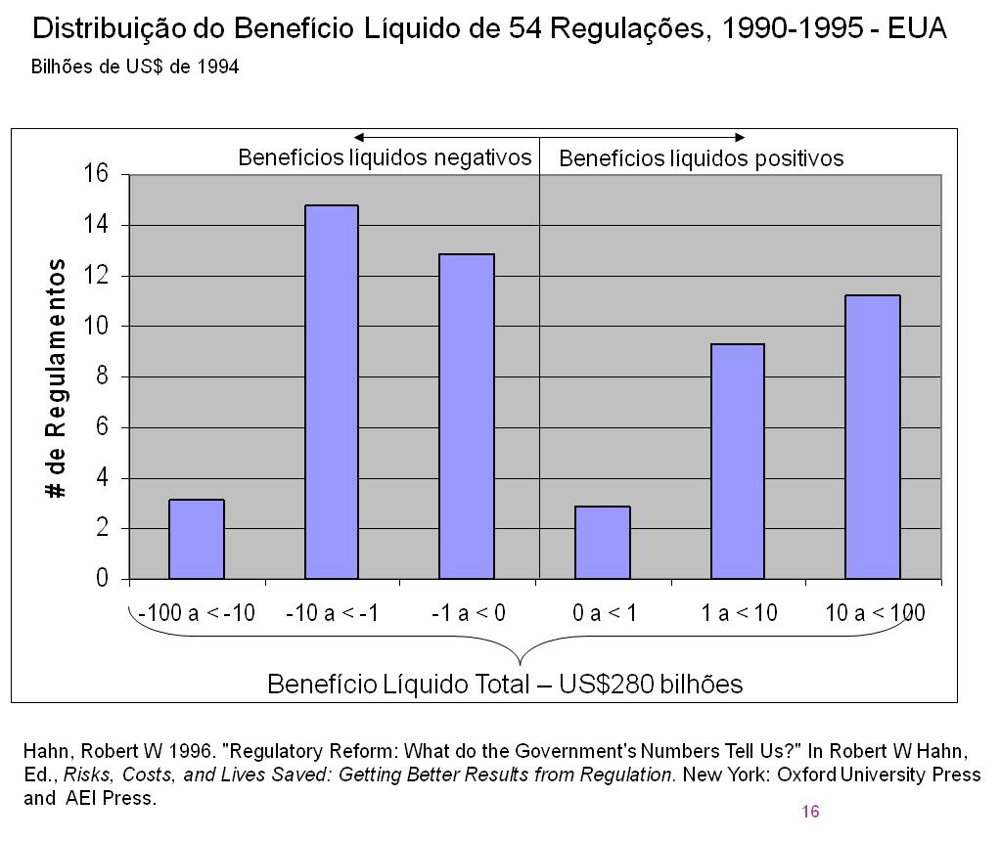 Distribuição do Benefício Líquido de 54 Regulações, 1990-1995 - EUA
Bilhões de US$ de 1994
Benefícios líquidos negativos
Benefícios líquidos positivos
16
14
12
10
8
6
4
2
0
# de Regulamentos
-100 a < -10
-10 a < -1
-1 a < 0
0 a < 1
1 a < 10
10 a < 100
Benefício Líquido Total – US$280 bilhões
Hahn, Robert W 1996. "Regulatory Reform: What do the Government's Numbers Tell Us?" In Robert W Hahn,
Ed., Risks, Costs, and Lives Saved: Getting Better Results from Regulation. New York: Oxford University Press
and AEI Press.
16